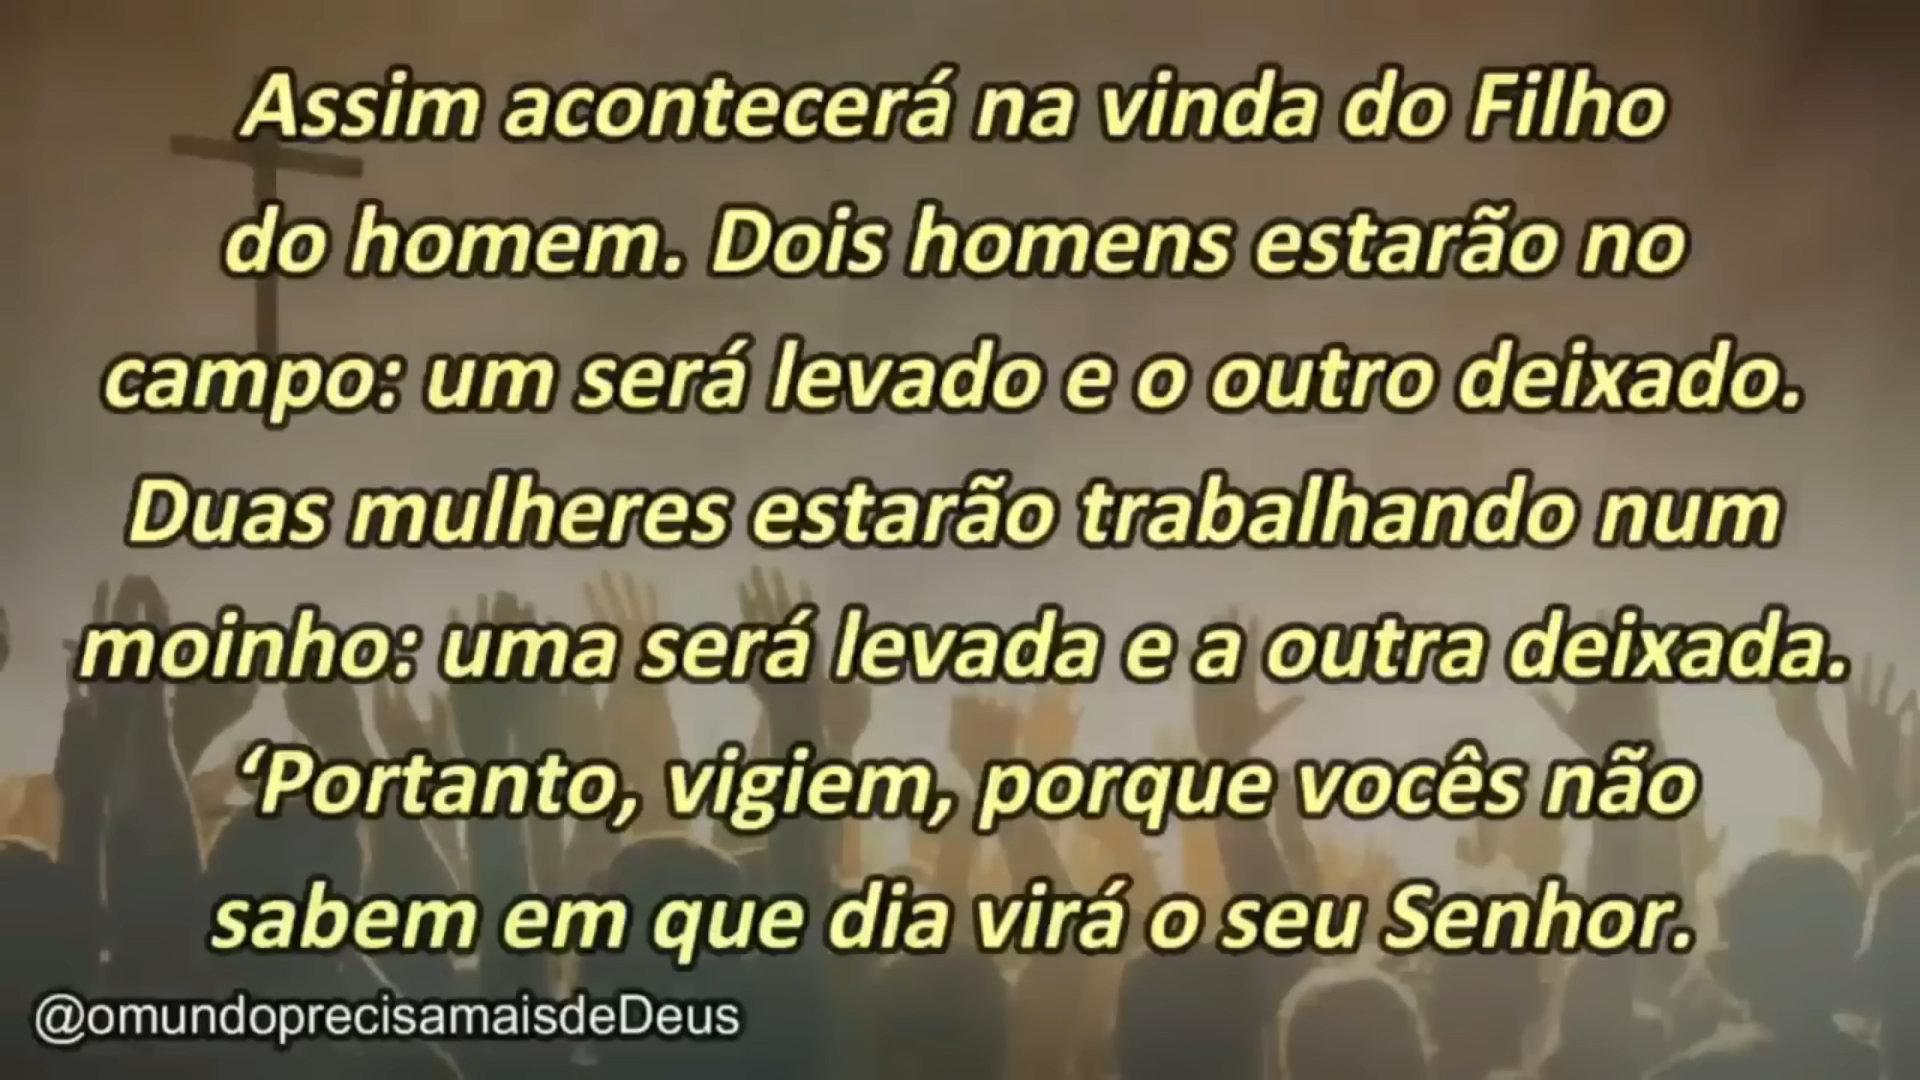 Assim acontecerá na vinda do Filho
do homem. Dois homens estarão no
campo: um será levado e o outro deixado.
Duas mulheres estarão trabalhando num
moinho: uma será levada e a outra deixada.
‘Portanto, vigiem, porque vocês não
sabem em que dia virá o seu Senhor.
@omundoprecisamaisdeDeus